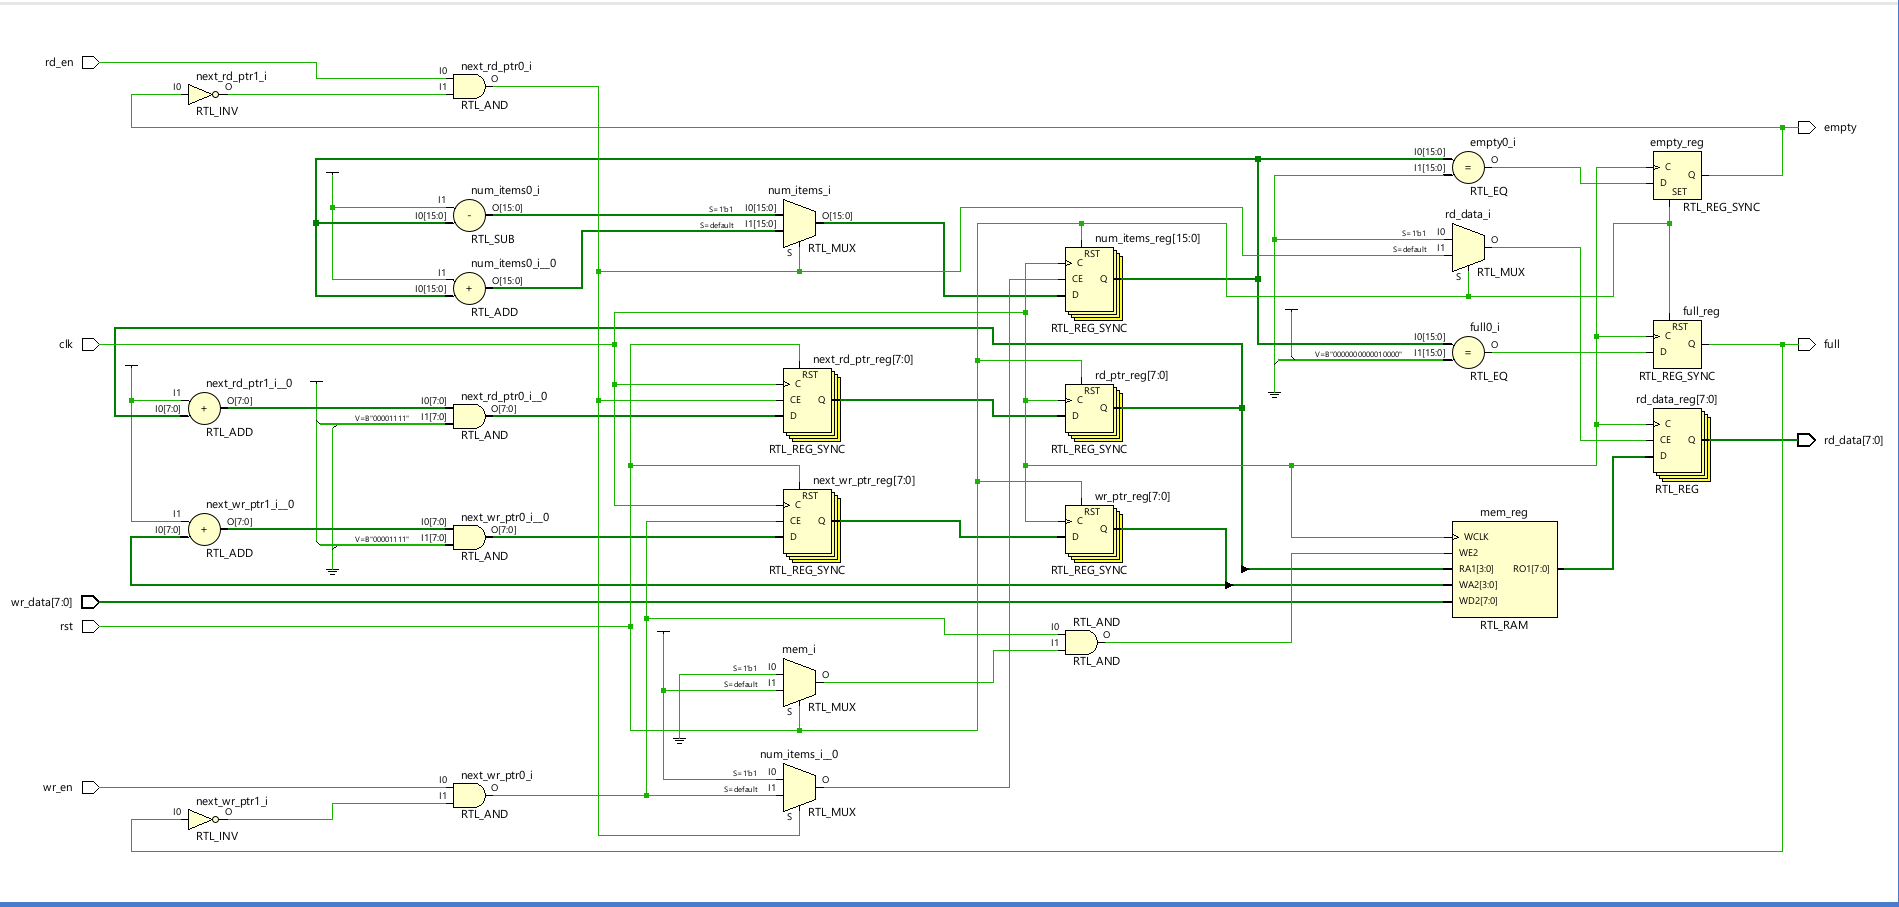 rd_en
next_rd_ptr1_i
I0
O
RTL_INV
next_rd_ptr0_i
I0
I1
O
RTL_AND
empty
num_items0_i
I1
I0[15:0]
-
O[15:0]
RTL_SUB
num_items0_i__0
I1
I0[15:0]
+
O[15:0]
RTL_ADD
num_items_i
S=1'b1
I0[15:0]
S=default
I1[15:0]
O[15:0]
S
RTL_MUX
num_items_reg[15:0]
RST
C
CE
D
Q
RTL_REG_SYNC
empty0_i
I0[15:0]
I1[15:0]
=
O
RTL_EQ
empty_reg
C
D
Q
SET
RTL_REG_SYNC
rd_data_i
S=1'b1
I0
S=default
I1
O
S
RTL_MUX
full0_i
I0[15:0]
V=B"0000000000010000"
I1[15:0]
=
O
RTL_EQ
full_reg
RST
C
D
Q
RTL_REG_SYNC
full
clk
next_rd_ptr1_i__0
I1
I0[7:0]
+
O[7:0]
RTL_ADD
next_rd_ptr0_i__0
I0[7:0]
V=B"00001111"
I1[7:0]
O[7:0]
RTL_AND
next_rd_ptr_reg[7:0]
RST
C
CE
D
Q
RTL_REG_SYNC
rd_ptr_reg[7:0]
RST
C
D
Q
RTL_REG_SYNC
rd_data_reg[7:0]
C
CE
D
Q
RTL_REG
rd_data[7:0]
next_wr_ptr1_i__0
I1
I0[7:0]
+
O[7:0]
RTL_ADD
next_wr_ptr0_i__0
I0[7:0]
V=B"00001111"
I1[7:0]
O[7:0]
RTL_AND
next_wr_ptr_reg[7:0]
RST
C
CE
D
Q
RTL_REG_SYNC
wr_ptr_reg[7:0]
RST
C
D
Q
RTL_REG_SYNC
mem_reg
WCLK
WE2
RA1[3:0]
WA2[3:0]
WD2[7:0]
RO1[7:0]
RTL_RAM
wr_data[7:0]
rst
RTL_AND
I0
I1
O
RTL_AND
mem_i
S=1'b1
I0
S=default
I1
O
S
RTL_MUX
num_items_i__0
S=1'b1
I0
S=default
I1
O
S
RTL_MUX
wr_en
next_wr_ptr1_i
I0
O
RTL_INV
next_wr_ptr0_i
I0
I1
O
RTL_AND